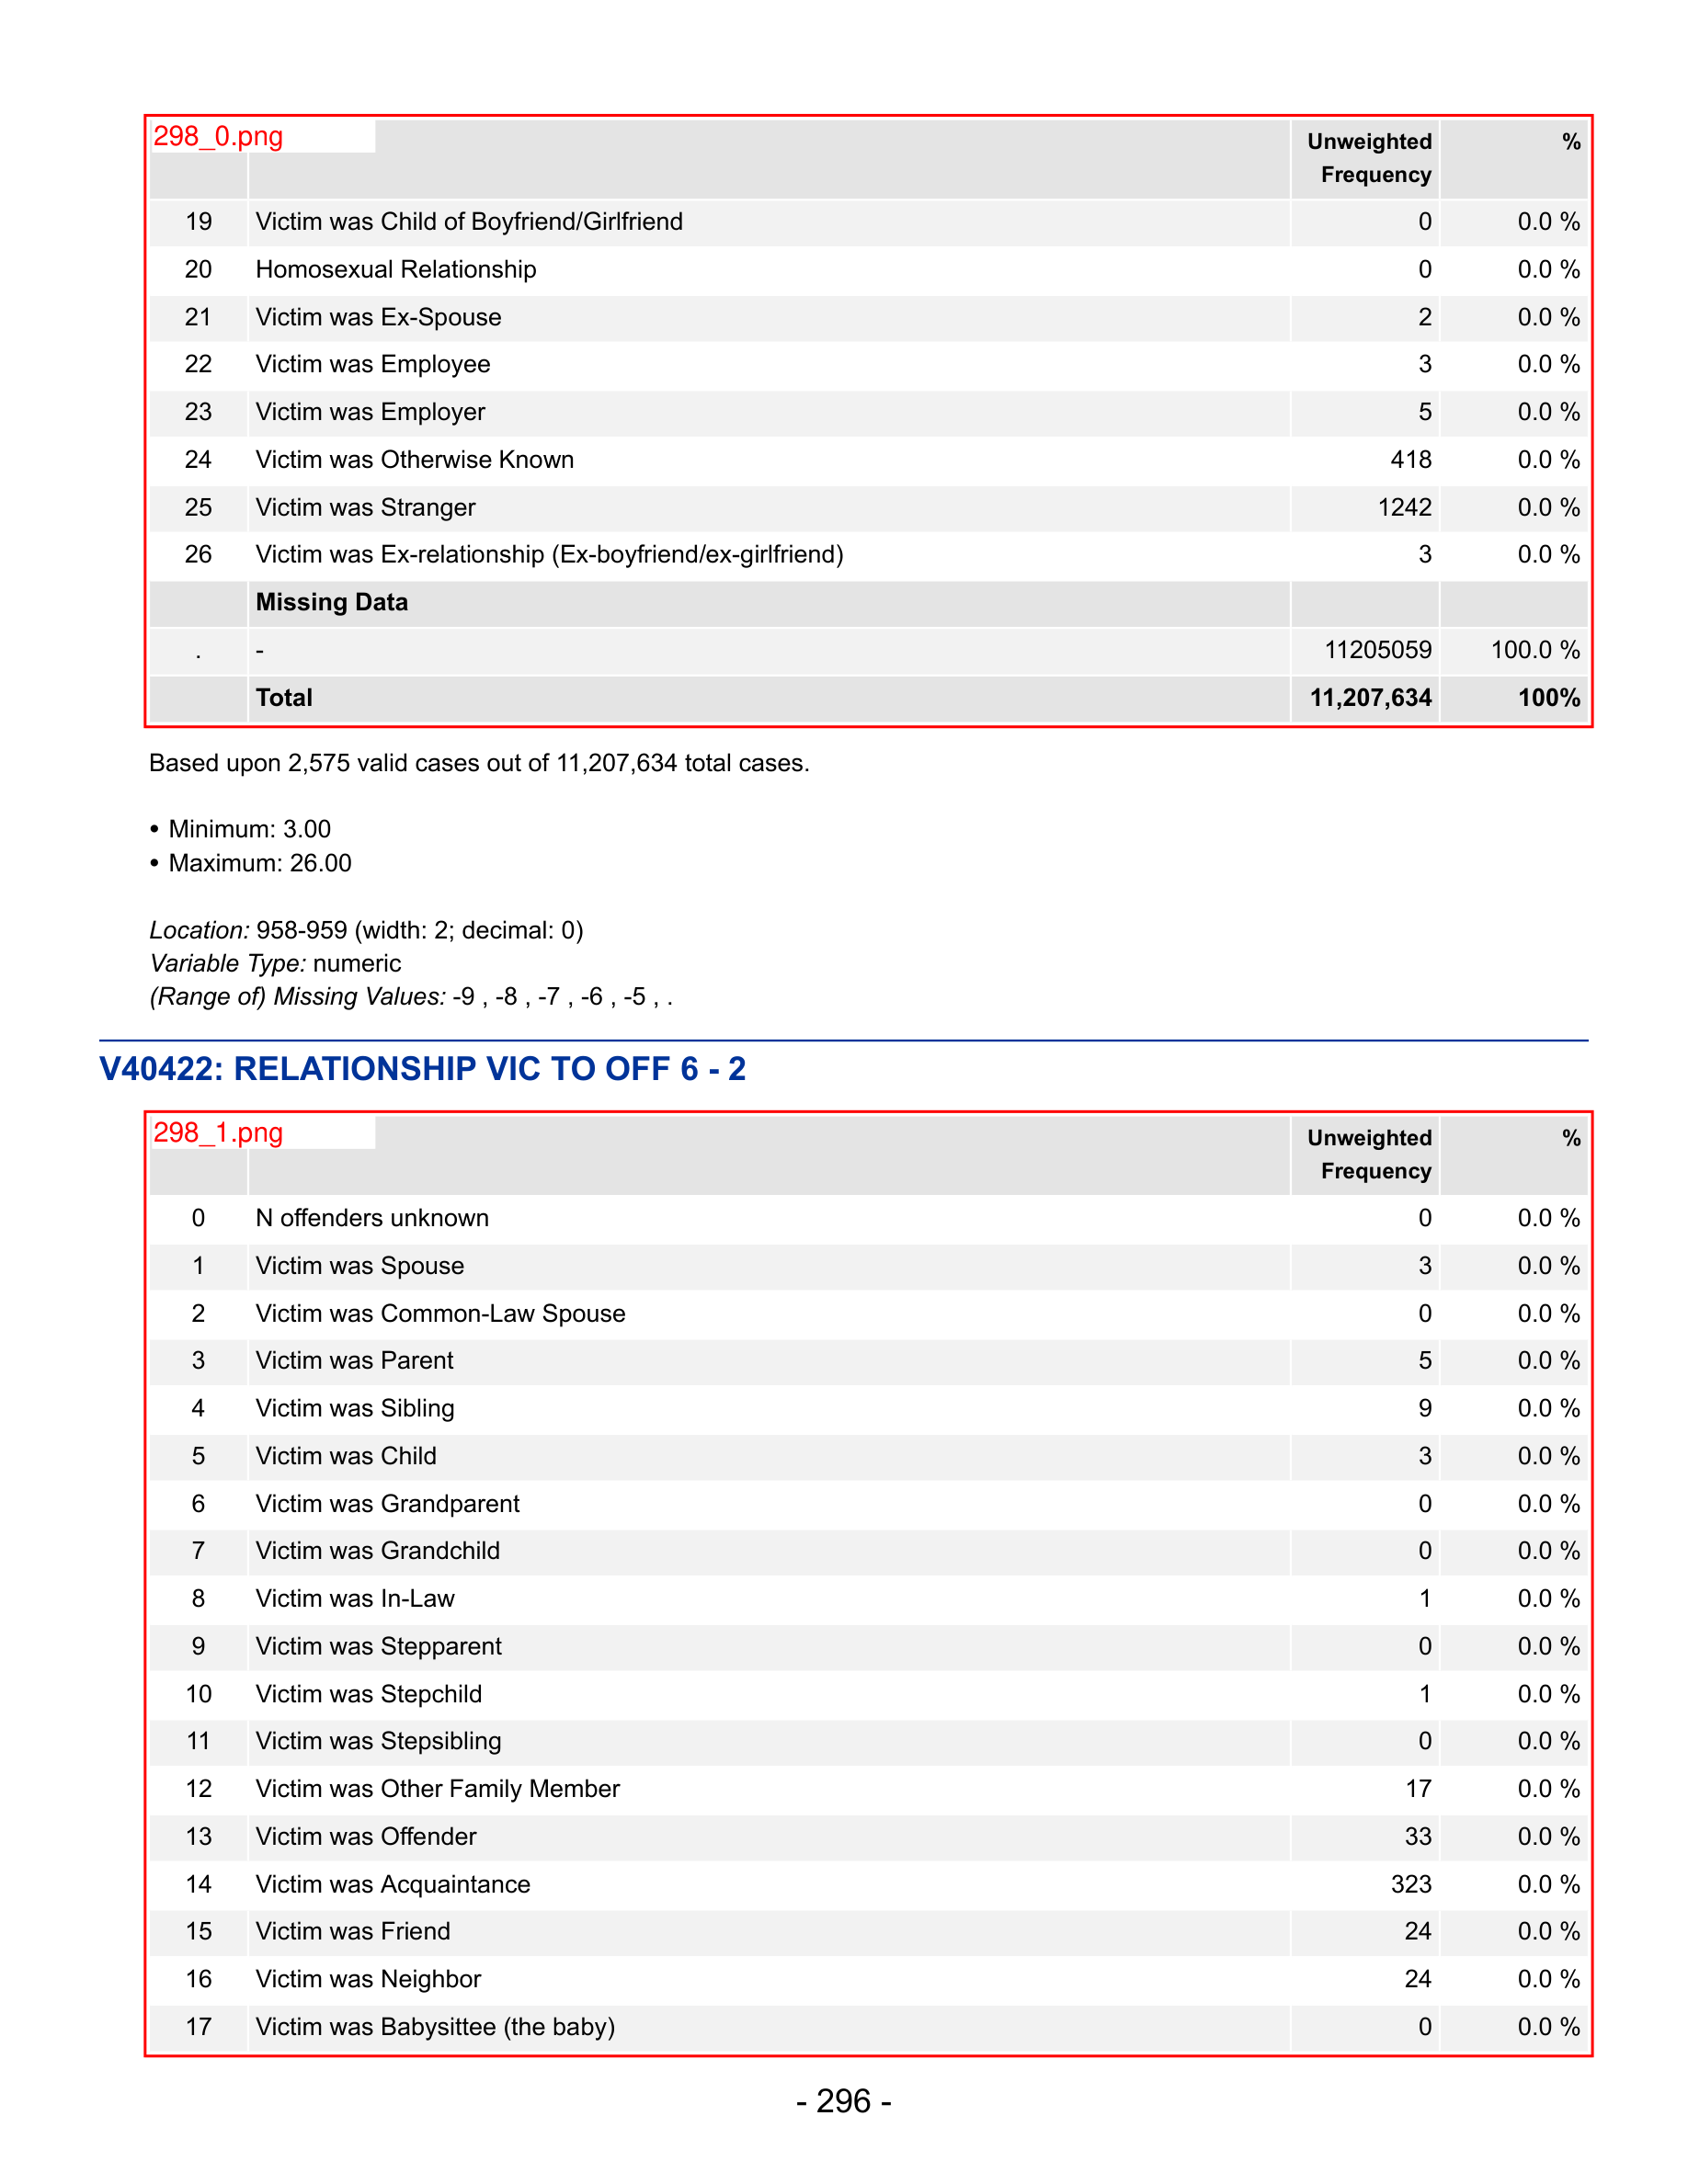 298_0.png
Unweighted Frequency %
19 Victim was Child of Boyfriend/Girlfriend 0 0.0 %
20 Homosexual Relationship 0 0.0 %
21 Victim was Ex-Spouse 2 0.0 %
22 Victim was Employee 3 0.0 %
23 Victim was Employer 5 0.0 %
24 Victim was Otherwise Known 418 0.0 %
25 Victim was Stranger 1242 0.0 %
26 Victim was Ex-relationship (Ex-boyfriend/ex-girlfriend) 3 0.0 %
Missing Data
. - 11205059 100.0 %
Total 11,207,634 100%
Based upon 2,575 valid cases out of 11,207,634 total cases.
• Minimum: 3.00
• Maximum: 26.00
Location: 958-959 (width: 2; decimal: 0)
Variable Type: numeric
(Range of) Missing Values: -9 , -8 , -7 , -6 , -5 , .
V40422: RELATIONSHIP VIC TO OFF 6 - 2
298_1.png
Unweighted Frequency %
0 N offenders unknown 0 0.0 %
1 Victim was Spouse 3 0.0 %
2 Victim was Common-Law Spouse 0 0.0 %
3 Victim was Parent 5 0.0 %
4 Victim was Sibling 9 0.0 %
5 Victim was Child 3 0.0 %
6 Victim was Grandparent 0 0.0 %
7 Victim was Grandchild 0 0.0 %
8 Victim was In-Law 1 0.0 %
9 Victim was Stepparent 0 0.0 %
10 Victim was Stepchild 1 0.0 %
11 Victim was Stepsibling 0 0.0 %
12 Victim was Other Family Member 17 0.0 %
13 Victim was Offender 33 0.0 %
14 Victim was Acquaintance 323 0.0 %
15 Victim was Friend 24 0.0 %
16 Victim was Neighbor 24 0.0 %
17 Victim was Babysittee (the baby) 0 0.0 %
- 296 -